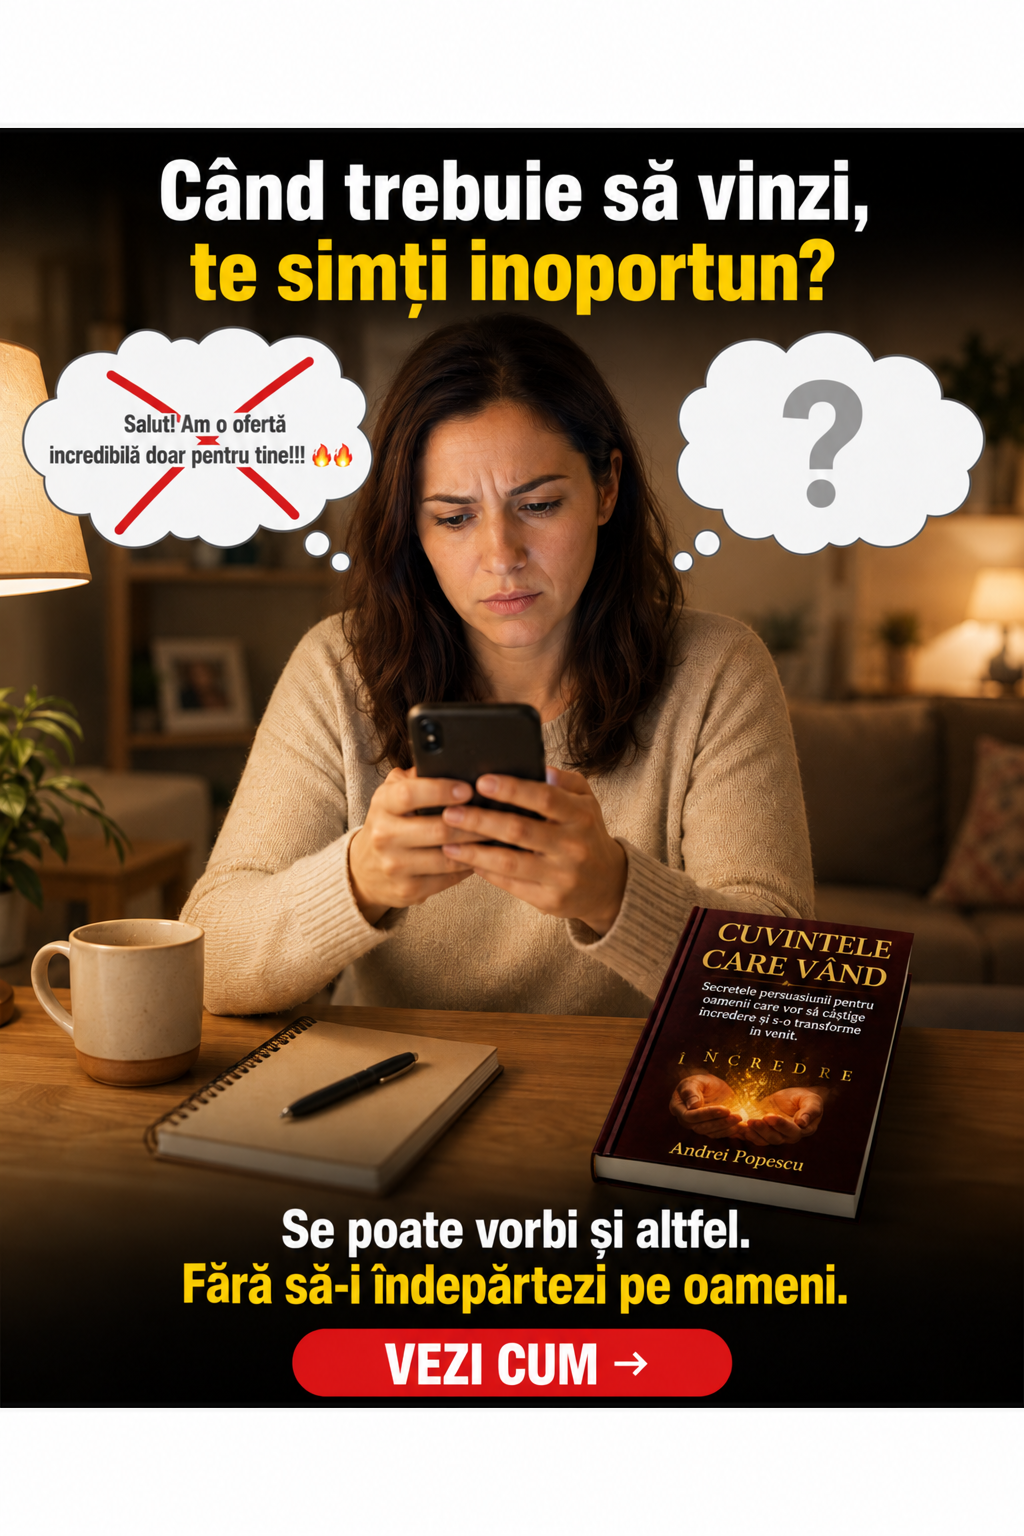 Când trebuie să vinzi,
te simți inoportun?
Salut! Am o ofertă
incredibilă doar pentru tine!!! 🔥🔥
?
CUVINTELE
CARE VÂND
Secretele persuasiunii pentru
oamenii care vor să câștige
încredere și s-o transforme
în venit.
ÎNCREDRE
Andrei Popescu
Se poate vorbi și altfel.
Fără să-i îndepărtezi pe oameni.
VEZI CUM →